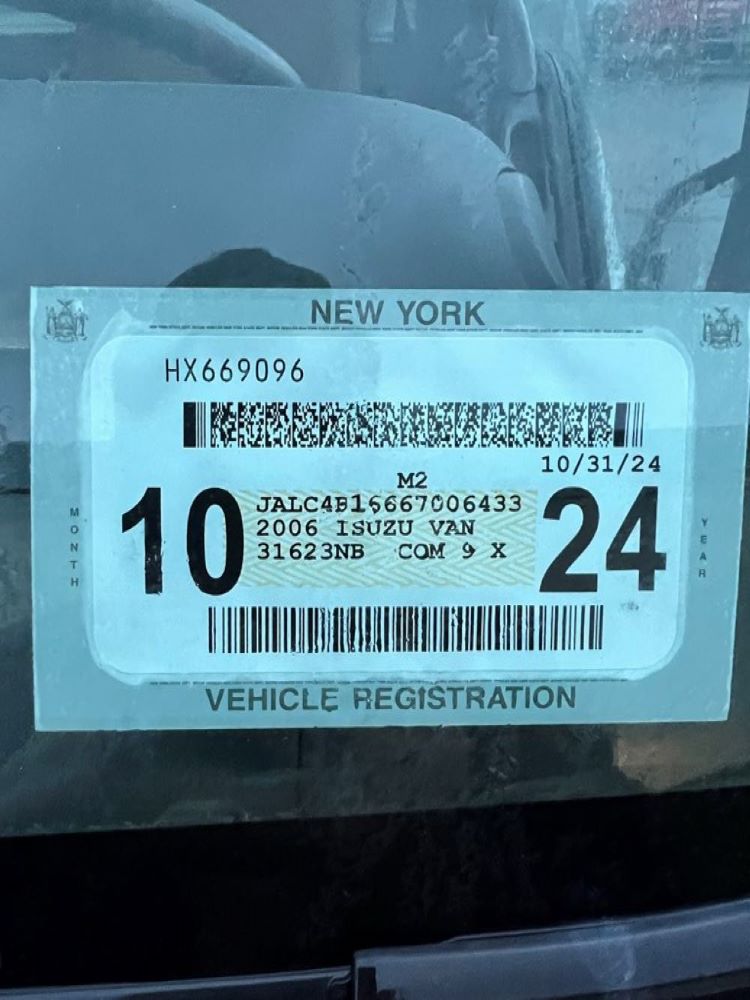 NEW YORK
HX669096
10/31/24
M2
10
JALC4B16667006433
2006 ISUZU VAN
31623NB COM 9 X
24
MONTH
YEAR
VEHICLE REGISTRATION